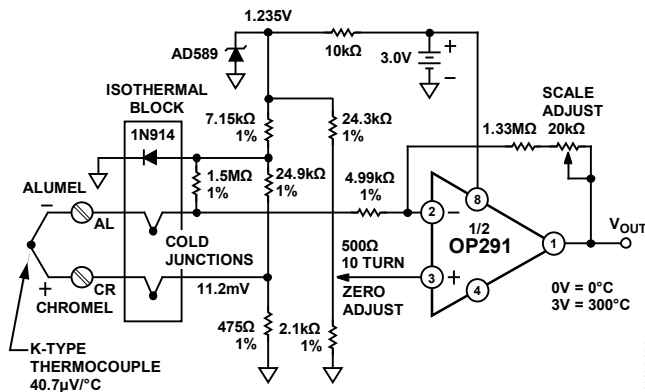 1.235V
AD589
10kΩ
3.0V
+
−
ISOTHERMAL
BLOCK
SCALE
ADJUST
1N914
7.15kΩ
1%
24.3kΩ
1%
1.33MΩ
20kΩ
1.5MΩ
1%
24.9kΩ
1%
4.99kΩ
1%
ALUMEL
−
AL
COLD
JUNCTIONS
+
CR
CHROMEL
11.2mV
500Ω
10 TURN
ZERO
ADJUST
2
−
8
1/2
OP291
1
3
+
4
VOUT
0V = 0°C
3V = 300°C
475Ω
1%
2.1kΩ
1%
K-TYPE
THERMOCOUPLE
40.7µV/°C